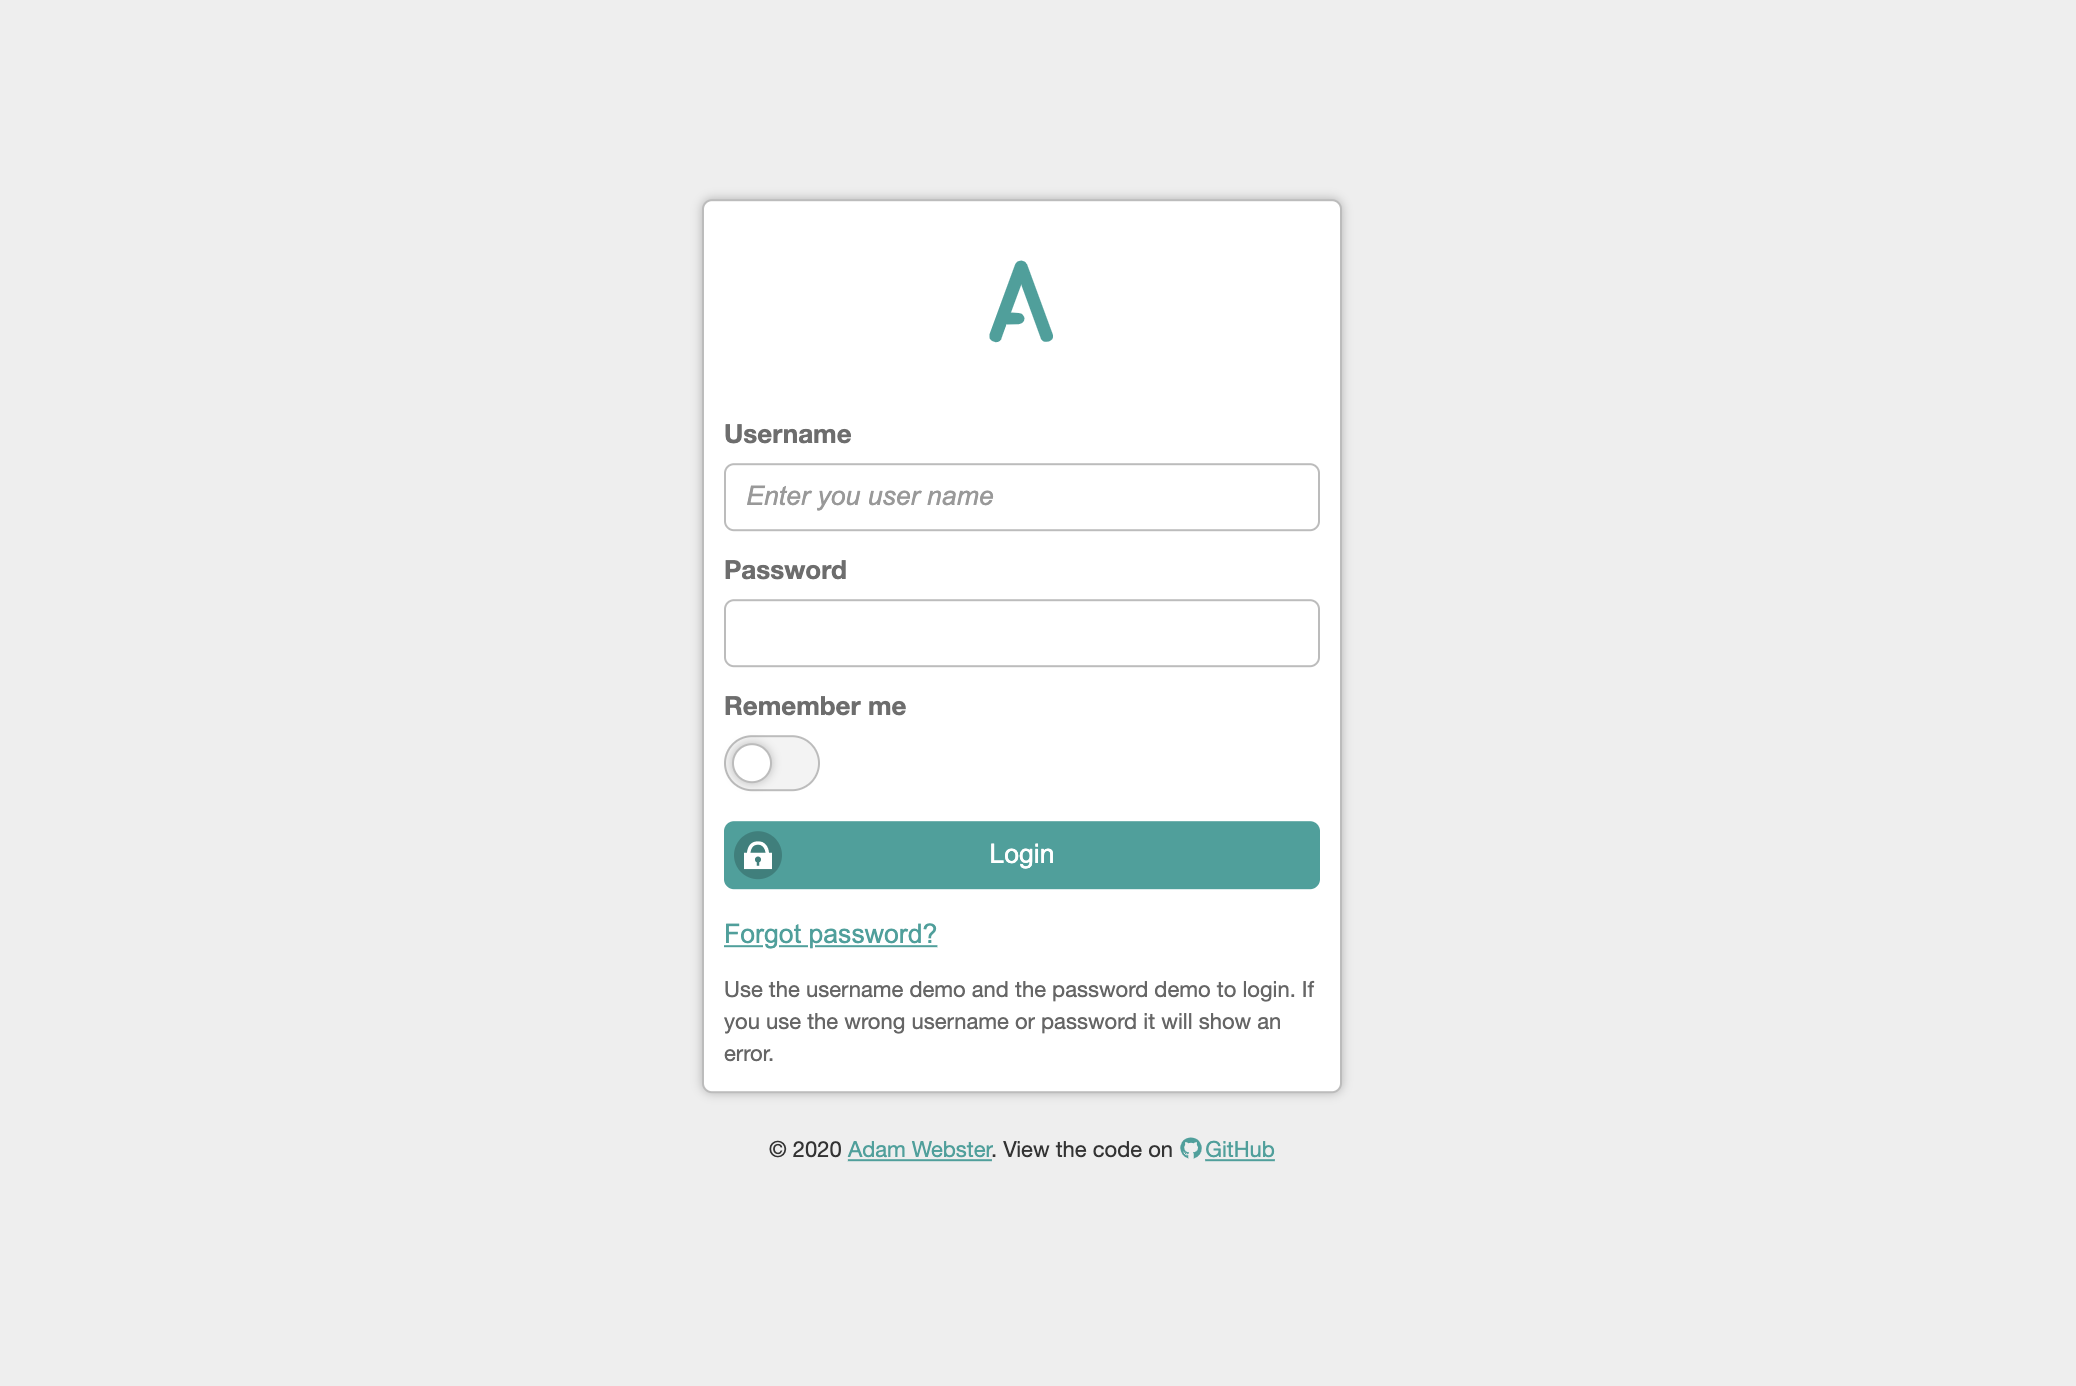 A
Username
Enter you user name
Password
Remember me
Login
Forgot password?
Use the username demo and the password demo to login. If
you use the wrong username or password it will show an
error.
© 2020 Adam Webster. View the code on GitHub